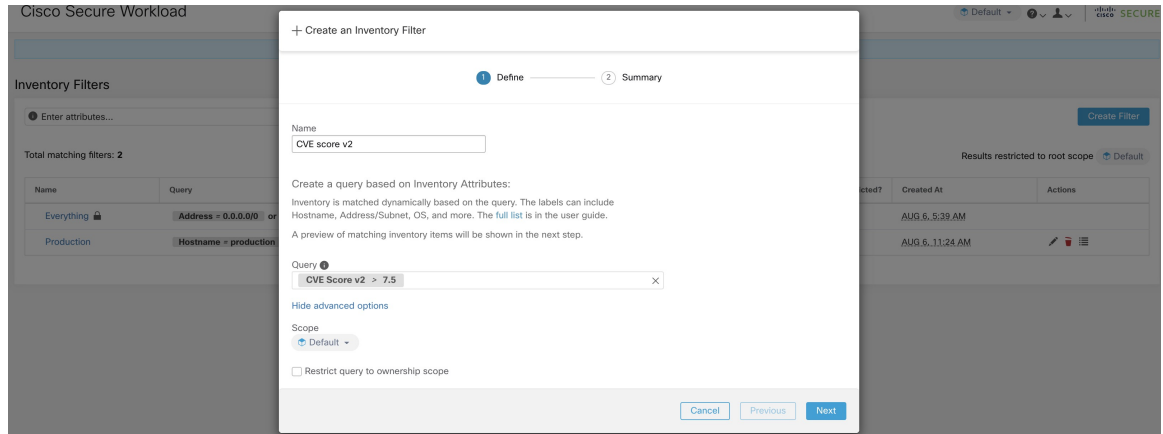 Cisco Secure Workload
Default
CISCO SECURE
+ Create an Inventory Filter
1 Define 2 Summary
Inventory Filters
Enter attributes...
Create Filter
Total matching filters: 2
Results restricted to root scope Default
Name Query cted? Created At Actions
Everything Address = 0.0.0.0/0 or AUG 6, 5:39 AM
Production Hostname = production AUG 6, 11:24 AM
Name
CVE score v2
Create a query based on Inventory Attributes:
Inventory is matched dynamically based on the query. The labels can include
Hostname, Address/Subnet, OS, and more. The full list is in the user guide.
A preview of matching inventory items will be shown in the next step.
Query
CVE Score v2 > 7.5
Hide advanced options
Scope
Default
Restrict query to ownership scope
Cancel Previous Next